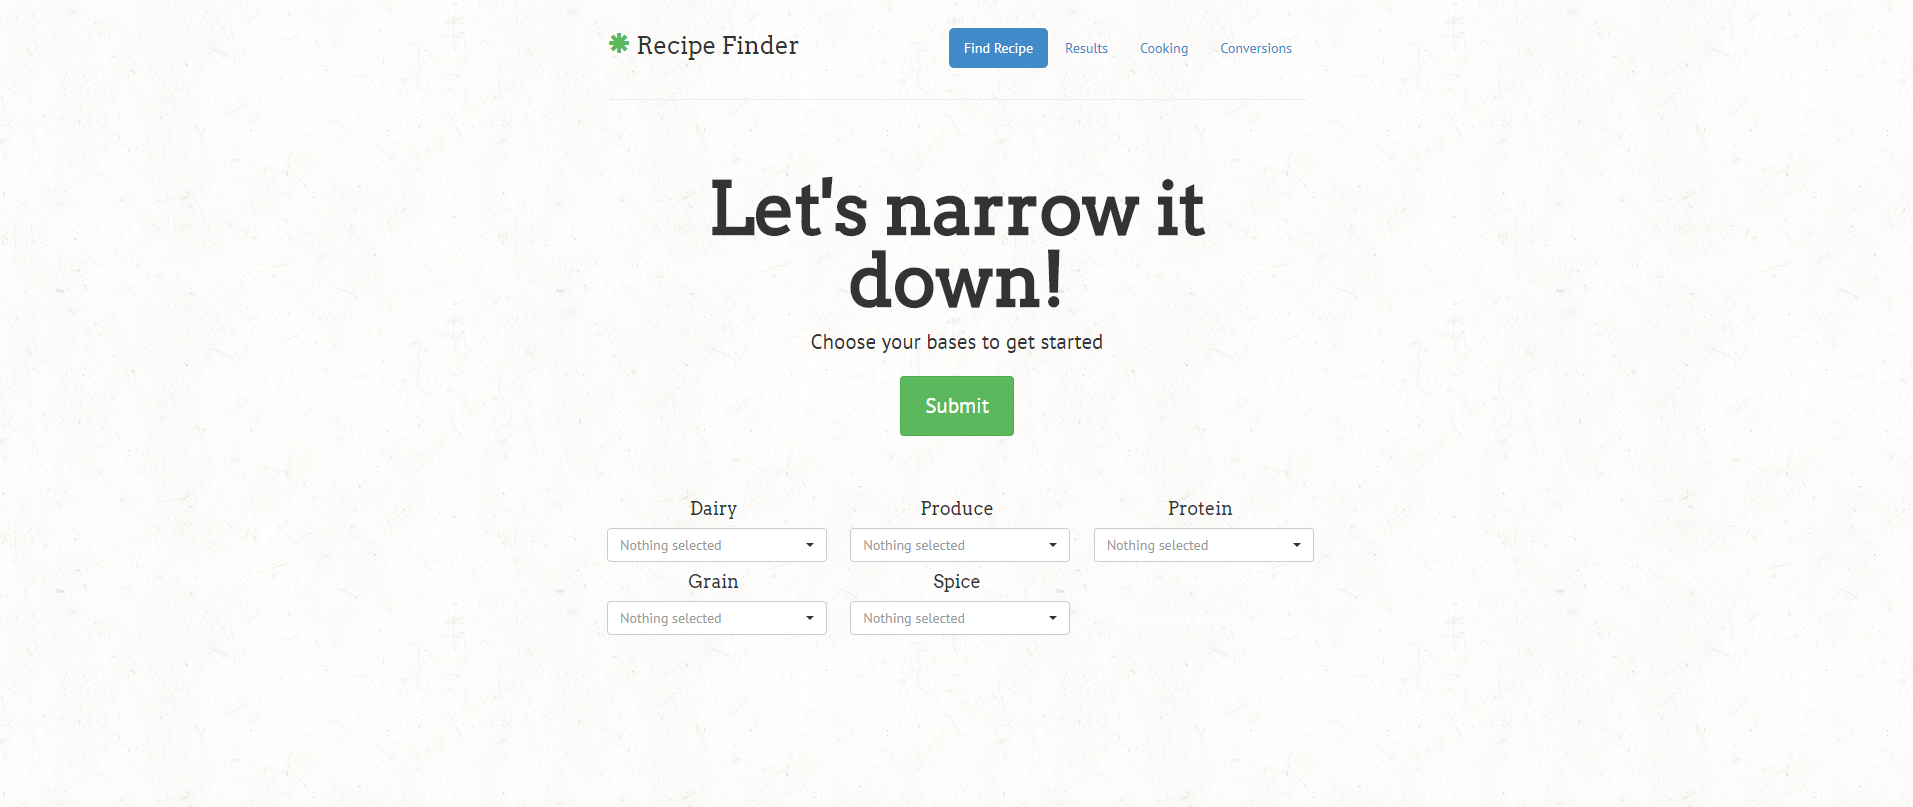 Recipe Finder
Find Recipe Results Cooking Conversions
Let's narrow it
down!
Choose your bases to get started
Submit
Dairy Produce Protein
Nothing selected Nothing selected Nothing selected
Grain Spice
Nothing selected Nothing selected